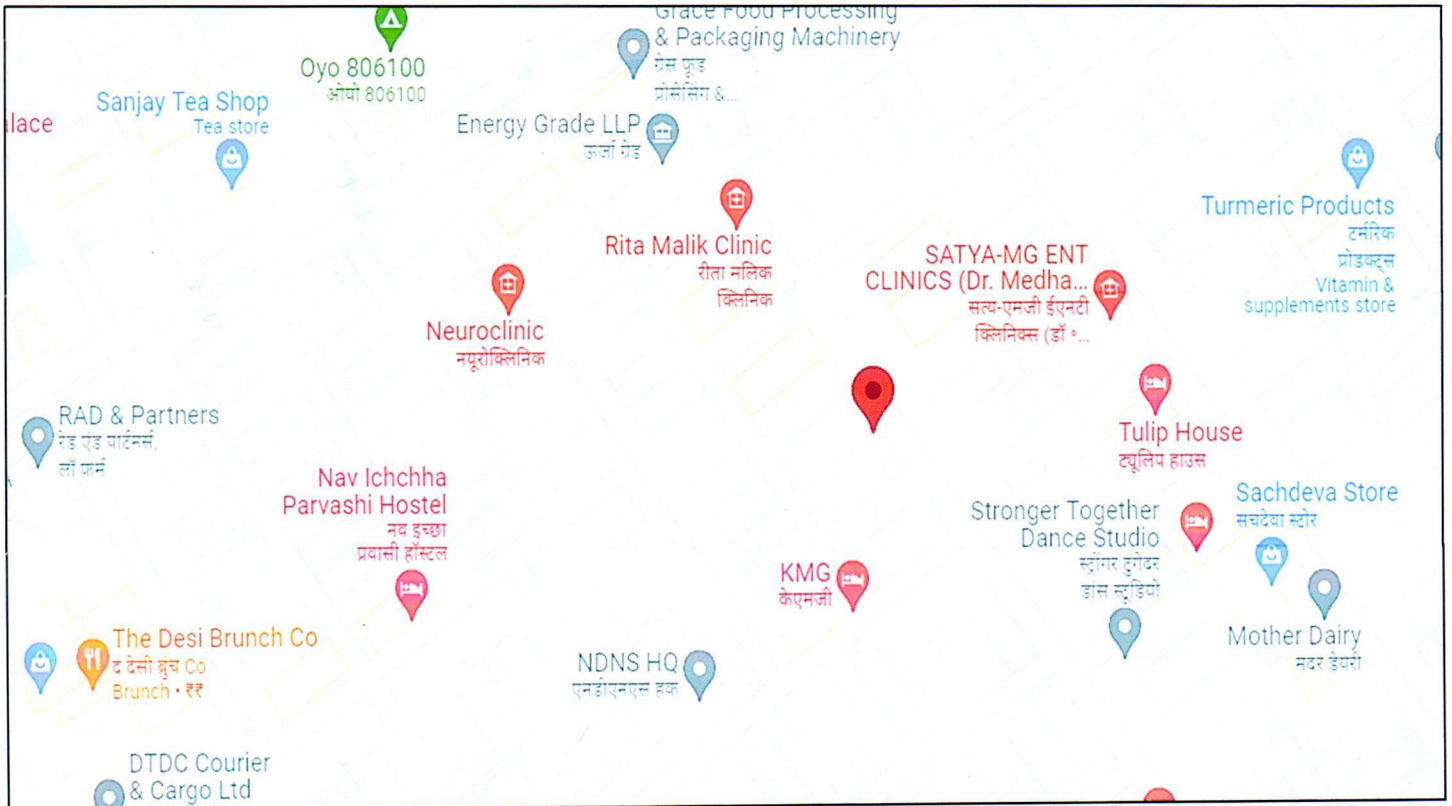 Grace Food Processing
& Packaging Machinery
ग्रेस फूड
प्रोसेसिंग &...
Oyo 806100
ओयो 806100
Sanjay Tea Shop
Tea store
alace
Energy Grade LLP
ऊर्जा ग्रेड
Turmeric Products
टर्मरिक
प्रोडक्ट्स
Vitamin &
supplements store
Rita Malik Clinic
रीता मलिक
क्लिनिक
SATYA-MG ENT
CLINICS (Dr. Medha...
सत्य-एमजी ईएनटी
क्लिनिक्स (डॉ॰...
Neuroclinic
नयूरोक्लिनिक
RAD & Partners
रेड एंड पार्टनर्स,
लॉ फर्म
Tulip House
ट्यूलिप हाउस
Nav Ichchha
Parvashi Hostel
नव इच्छा
प्रवासी हॉस्टल
Sachdeva Store
सचदेवा स्टोर
Stronger Together
Dance Studio
स्ट्रोंगर टुगेदर
डांस स्टूडियो
KMG
केएमजी
The Desi Brunch Co
द देसी ब्रुंच Co
Brunch • ₹₹
NDNS HQ
एनडीएनएस हक
Mother Dairy
मदर डेयरी
DTDC Courier
& Cargo Ltd